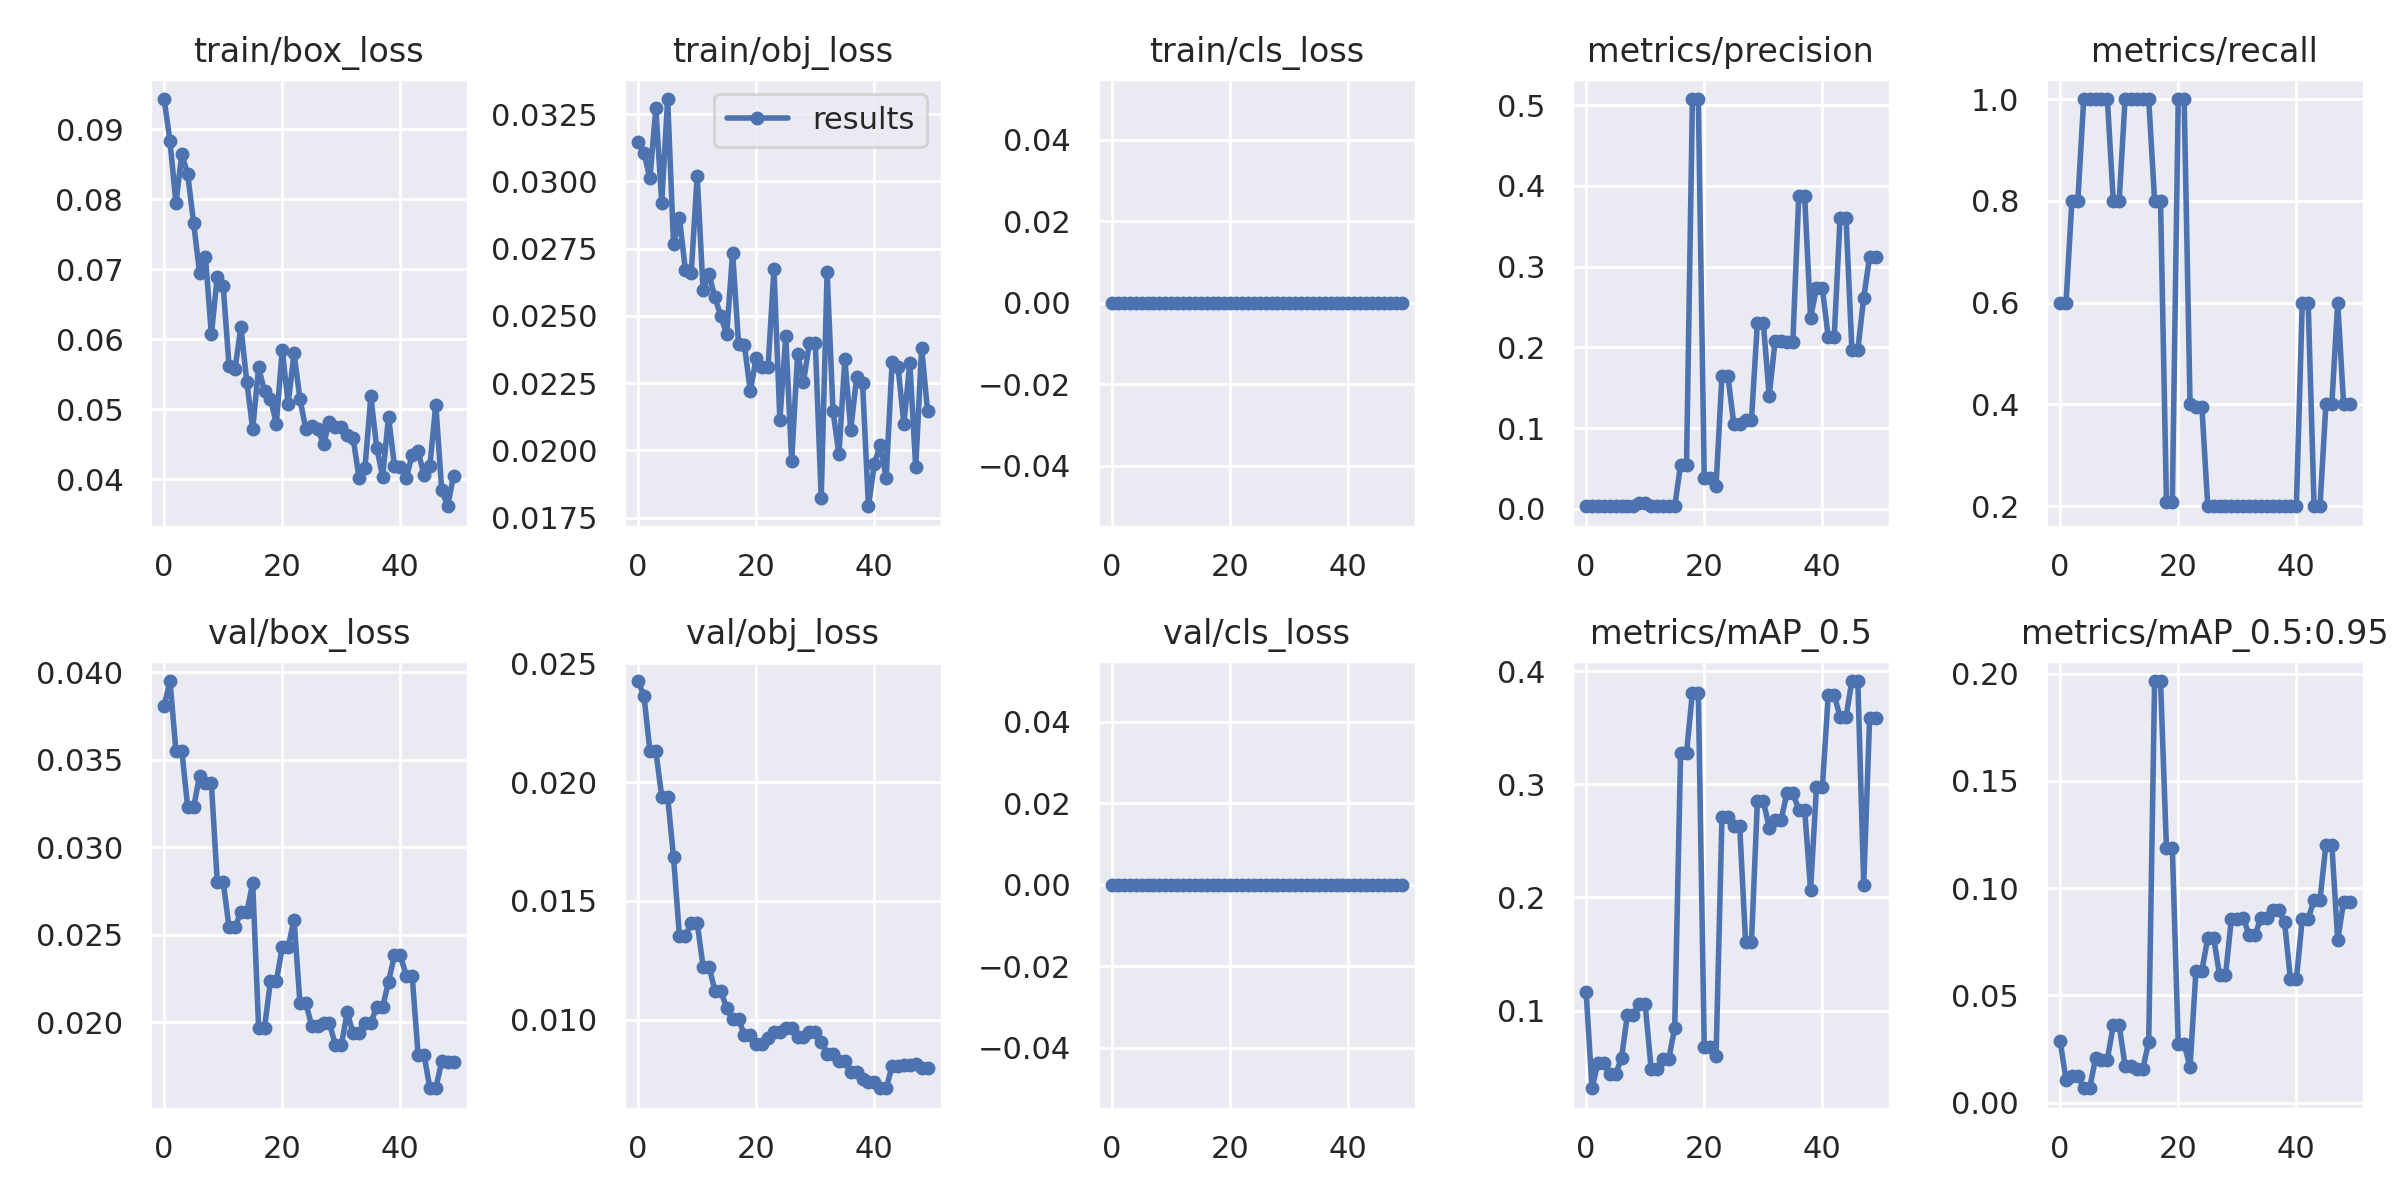 train/box_loss
0.09
0.08
0.07
0.06
0.05
0.04
0 20 40
train/obj_loss
results
0.0325
0.0300
0.0275
0.0250
0.0225
0.0200
0.0175
0 20 40
train/cls_loss
0.04
0.02
0.00
−0.02
−0.04
0 20 40
metrics/precision
0.5
0.4
0.3
0.2
0.1
0.0
0 20 40
metrics/recall
1.0
0.8
0.6
0.4
0.2
0 20 40
val/box_loss
0.040
0.035
0.030
0.025
0.020
0 20 40
val/obj_loss
0.025
0.020
0.015
0.010
0 20 40
val/cls_loss
0.04
0.02
0.00
−0.02
−0.04
0 20 40
metrics/mAP_0.5
0.4
0.3
0.2
0.1
0 20 40
metrics/mAP_0.5:0.95
0.20
0.15
0.10
0.05
0.00
0 20 40